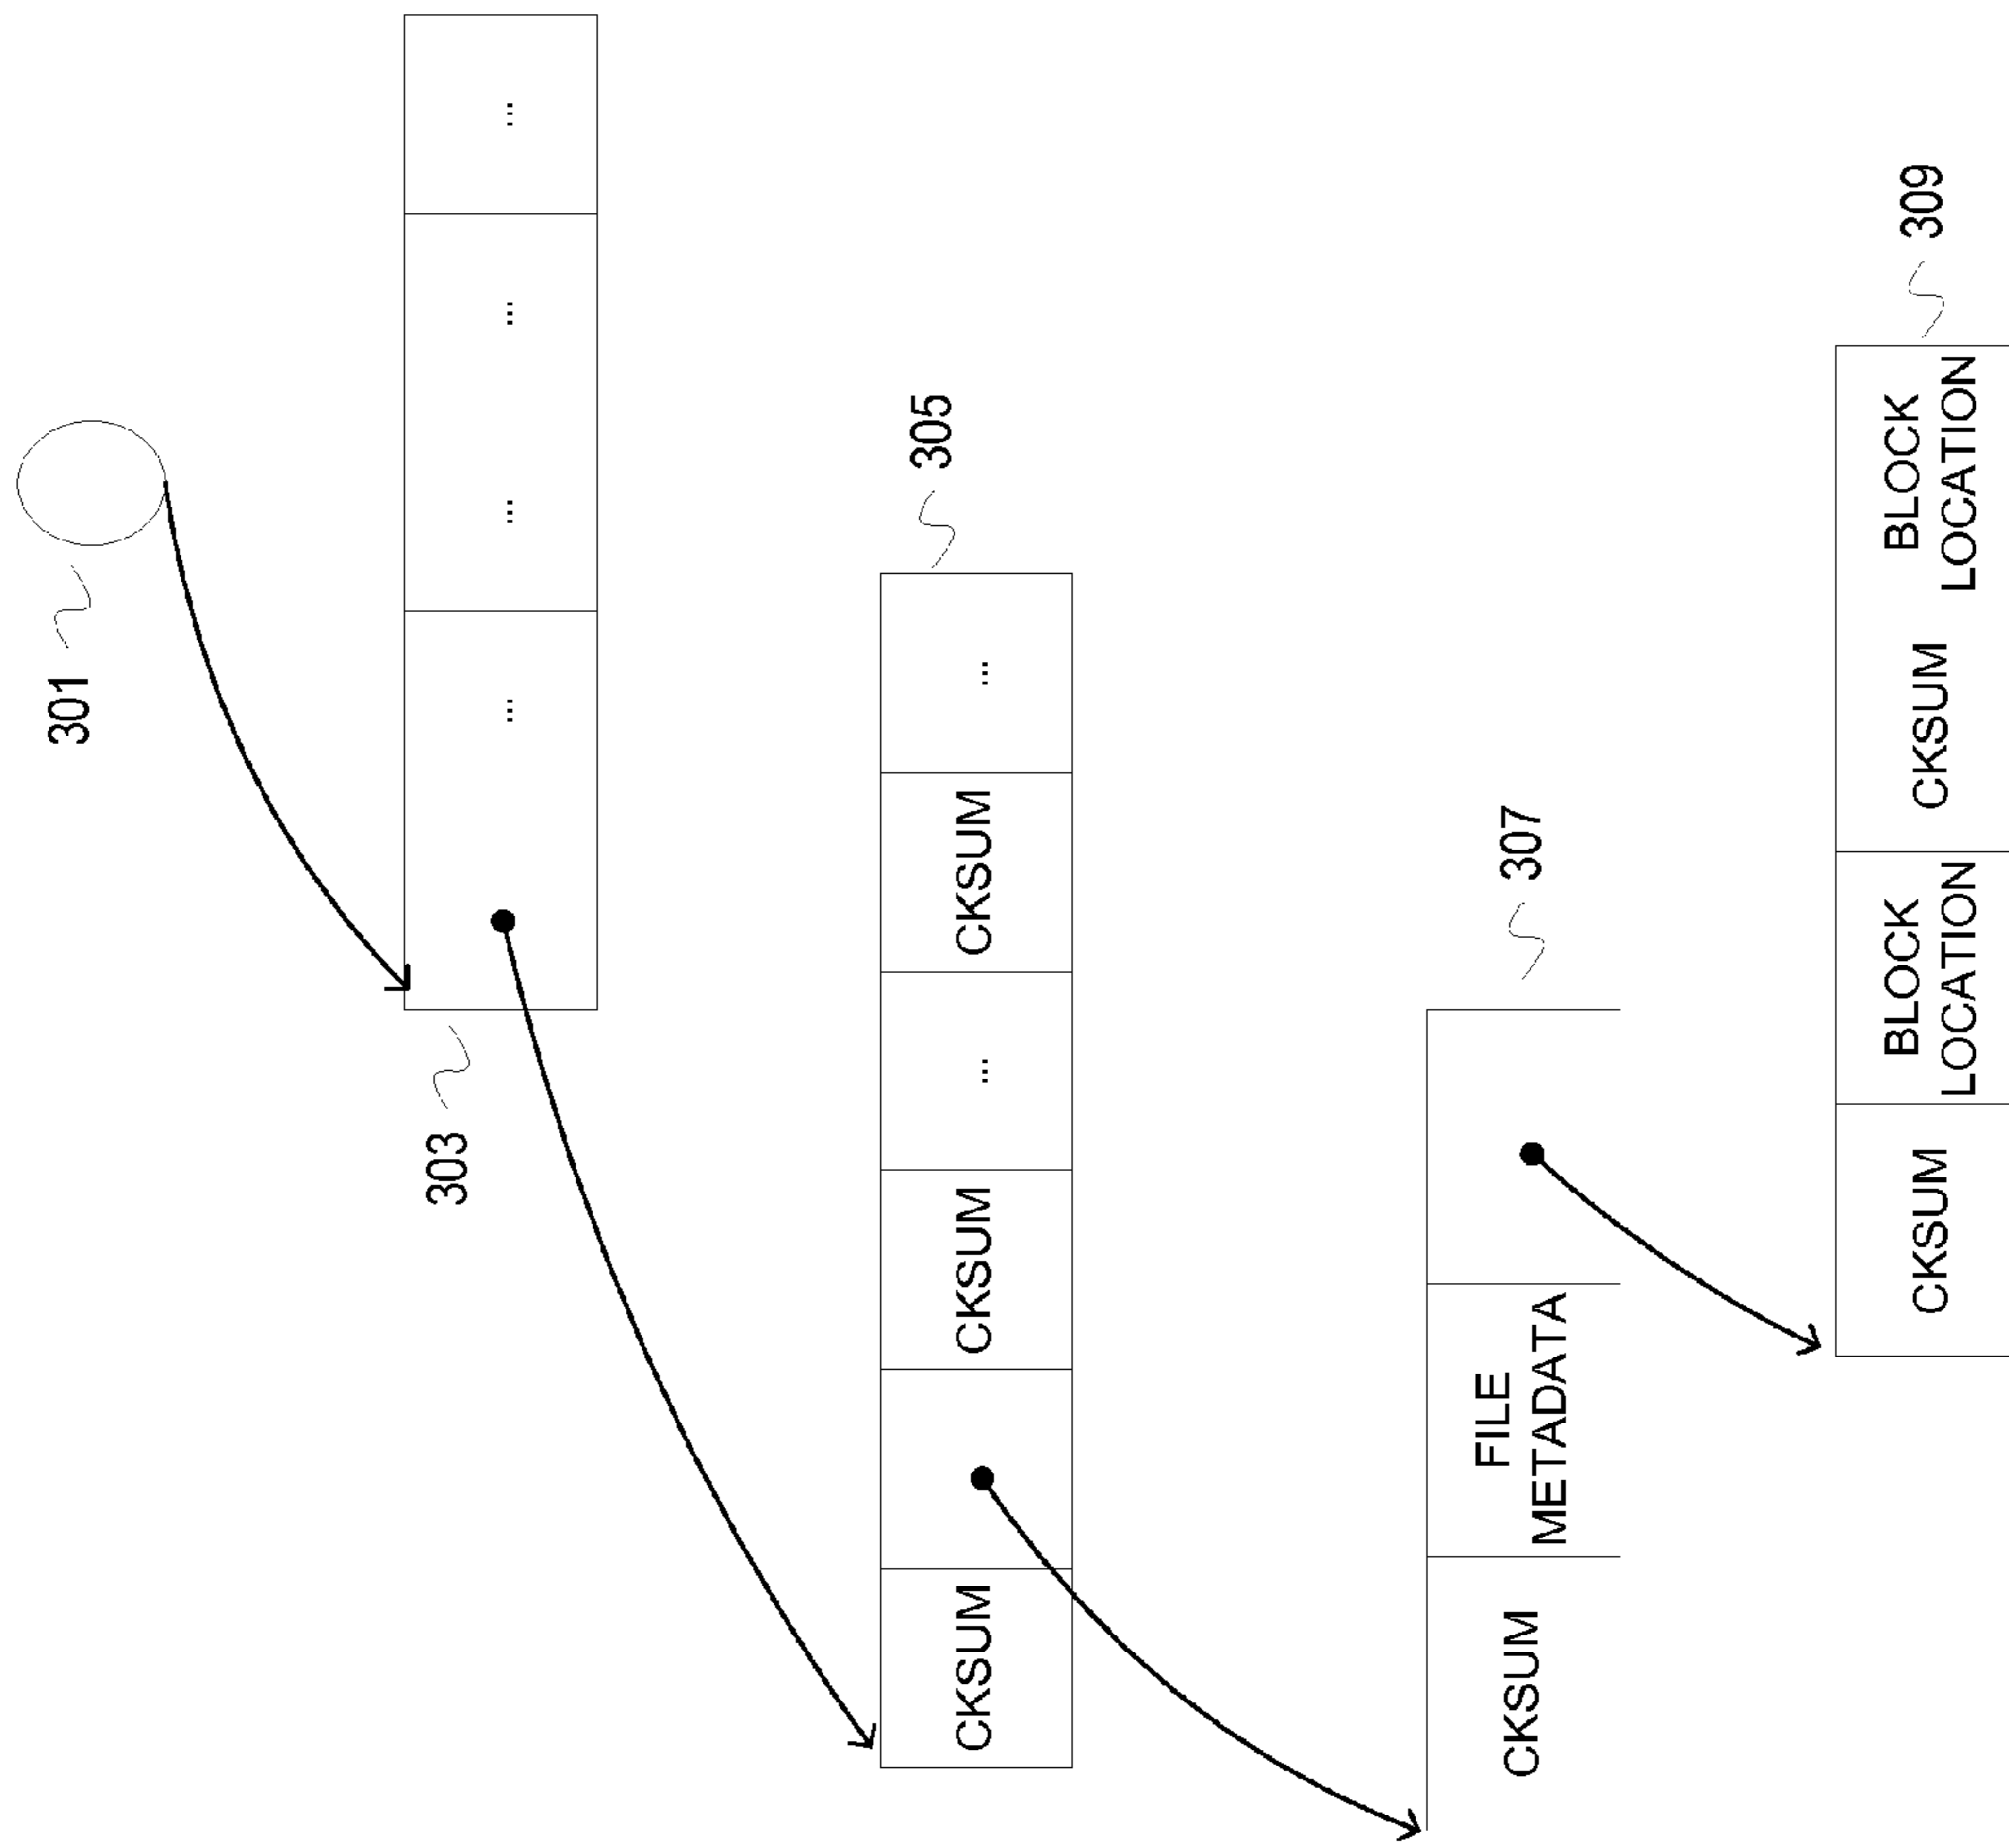 301
303
...
...
...
...
CKSUM
CKSUM
...
CKSUM
...
305
CKSUM
FILE
METADATA
307
CKSUM
BLOCK
LOCATION
CKSUM
BLOCK
LOCATION
309